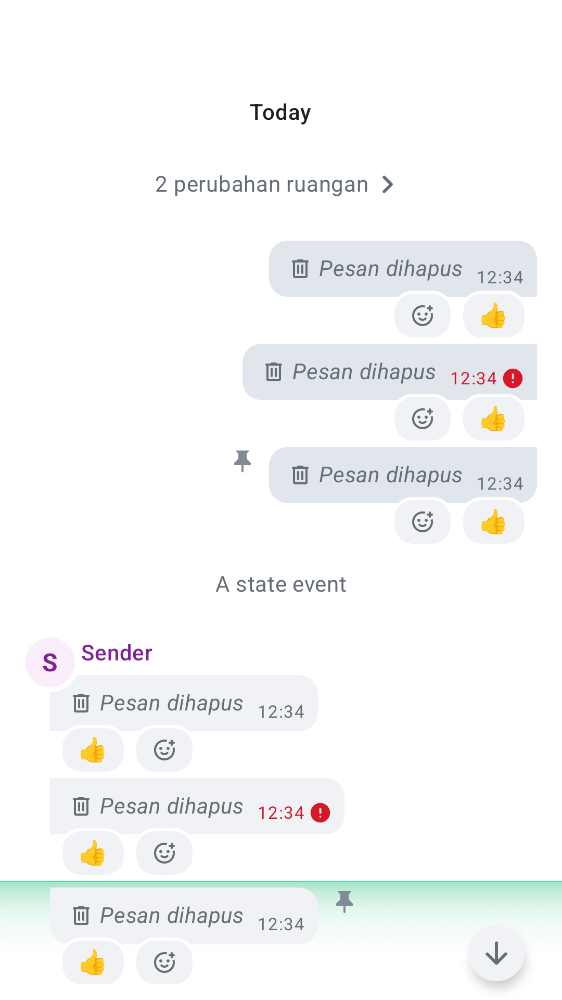 Today
2 perubahan ruangan
Pesan dihapus 12:34
👍
Pesan dihapus 12:34
👍
Pesan dihapus 12:34
👍
A state event
S Sender
Pesan dihapus 12:34
👍
Pesan dihapus 12:34
👍
Pesan dihapus 12:34
👍